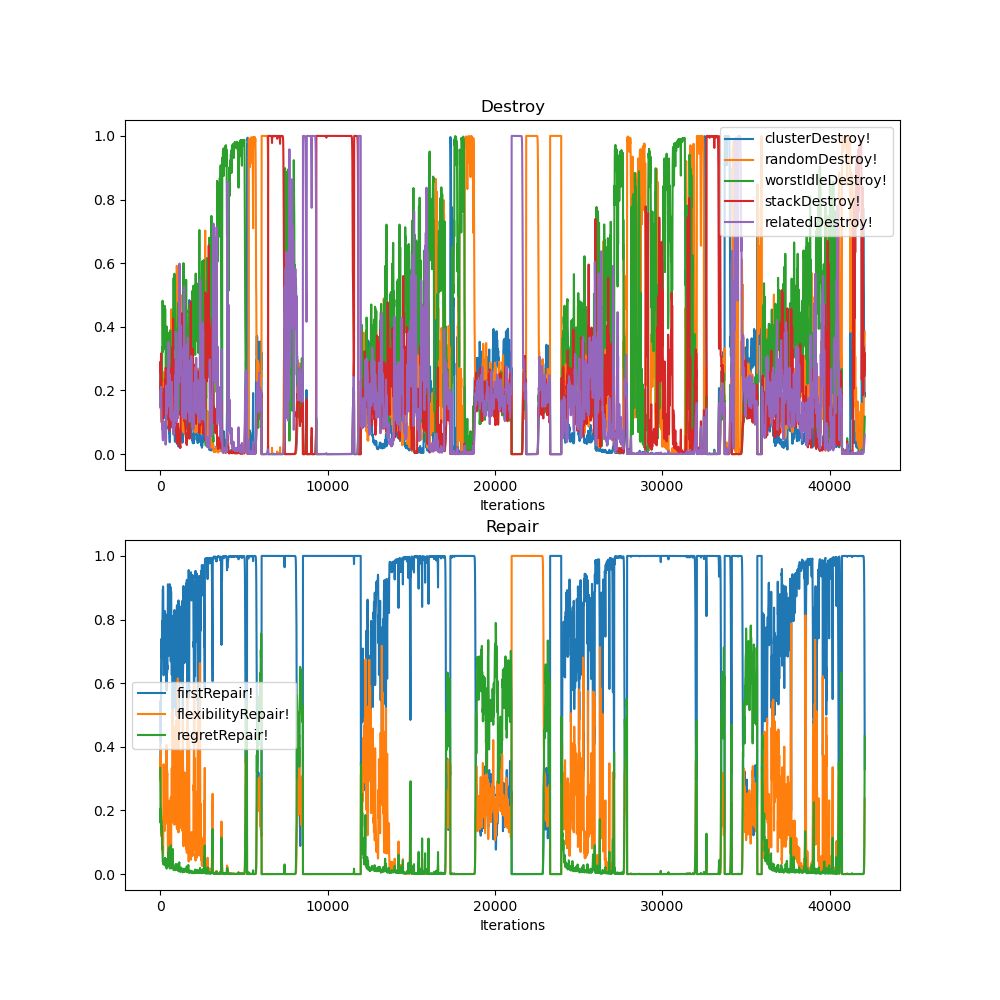 Destroy
1.0
0.8
0.6
0.4
0.2
0.0
clusterDestroy!
randomDestroy!
worstIdleDestroy!
stackDestroy!
relatedDestroy!
0 10000 20000 30000 40000
Iterations
Repair
1.0
0.8
0.6
0.4
0.2
0.0
firstRepair!
flexibilityRepair!
regretRepair!
0 10000 20000 30000 40000
Iterations